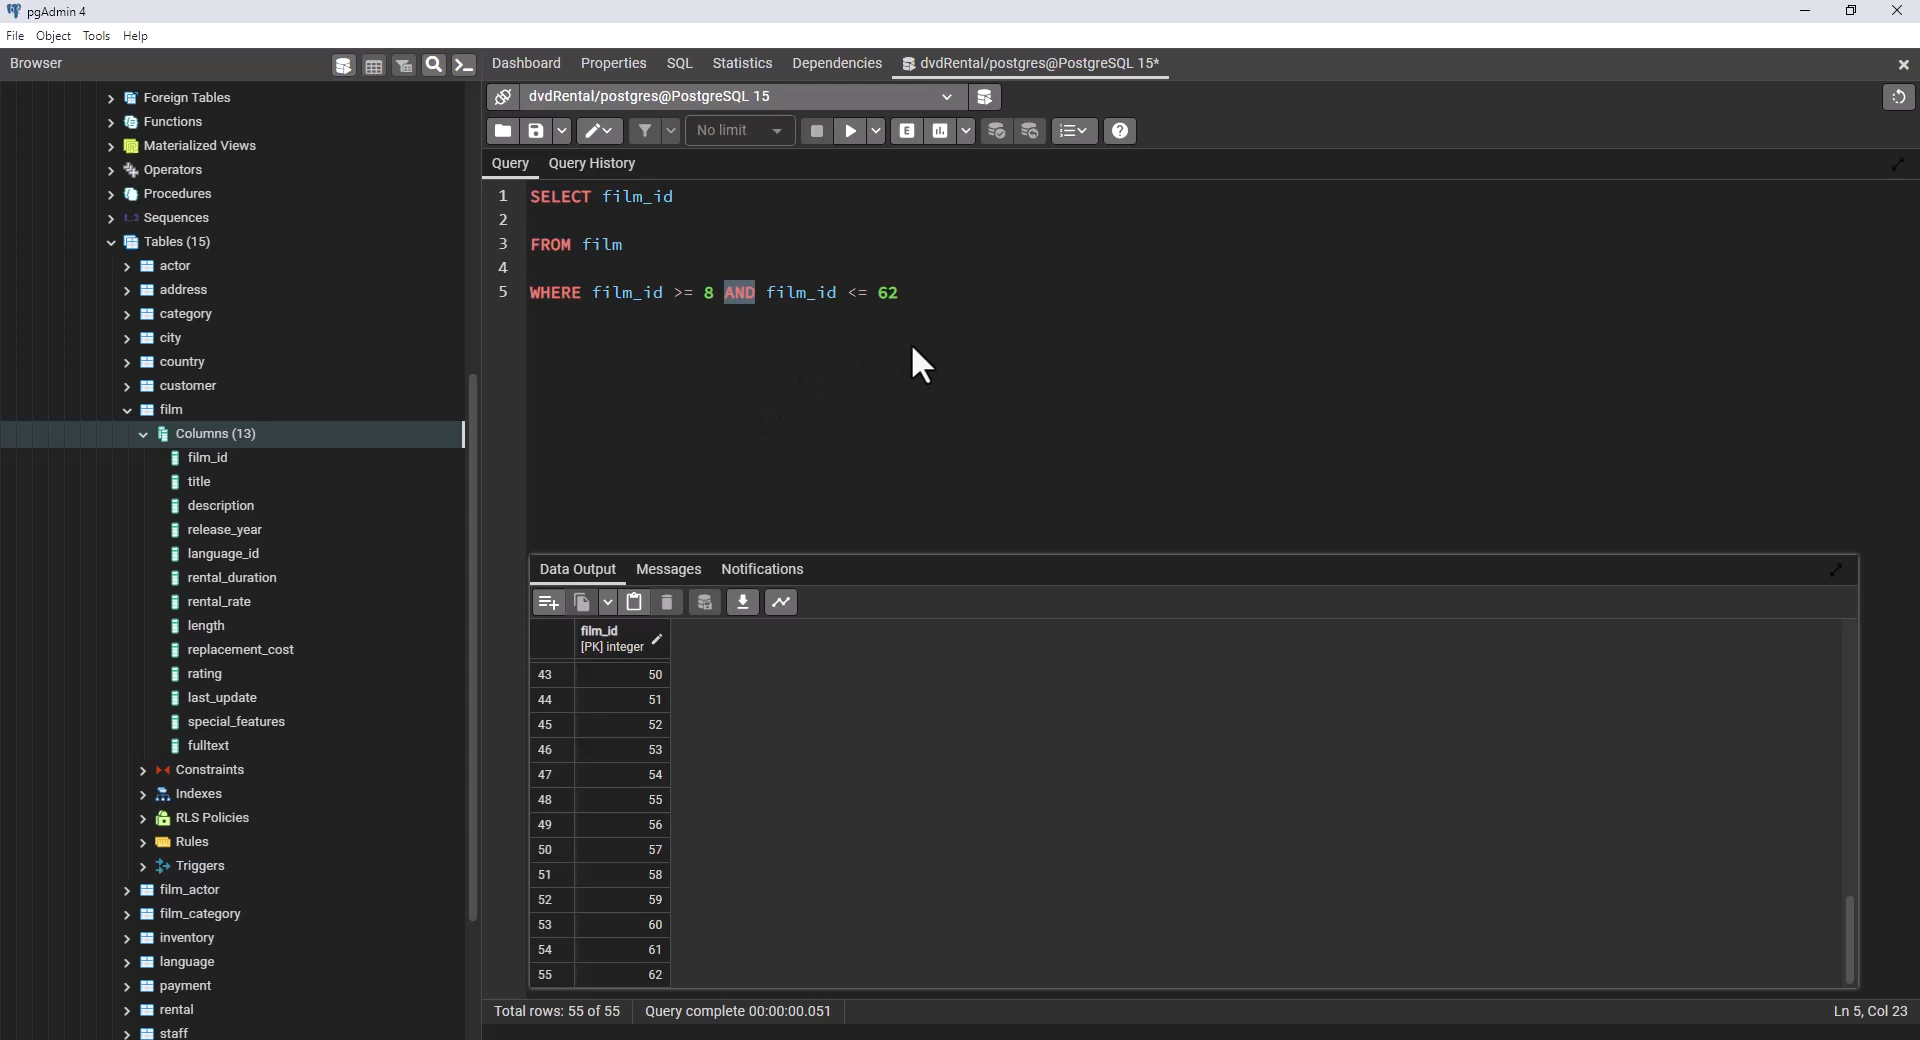 pgAdmin 4
File Object Tools Help
Browser
Dashboard Properties SQL Statistics Dependencies dvdRental/postgres@PostgreSQL 15*
dvdRental/postgres@PostgreSQL 15
No limit
E
Query Query History
1 SELECT film_id
2
3 FROM film
4
5 WHERE film_id >= 8 AND film_id <= 62
Foreign Tables
Functions
Materialized Views
Operators
Procedures
1..3 Sequences
Tables (15)
actor
address
category
city
country
customer
film
Columns (13)
film_id
title
description
release_year
language_id
rental_duration
rental_rate
length
replacement_cost
rating
last_update
special_features
fulltext
Constraints
Indexes
RLS Policies
Rules
Triggers
film_actor
film_category
inventory
language
payment
rental
staff
Data Output Messages Notifications
film_id
[PK] integer
43 50
44 51
45 52
46 53
47 54
48 55
49 56
50 57
51 58
52 59
53 60
54 61
55 62
Total rows: 55 of 55 Query complete 00:00:00.051 Ln 5, Col 23